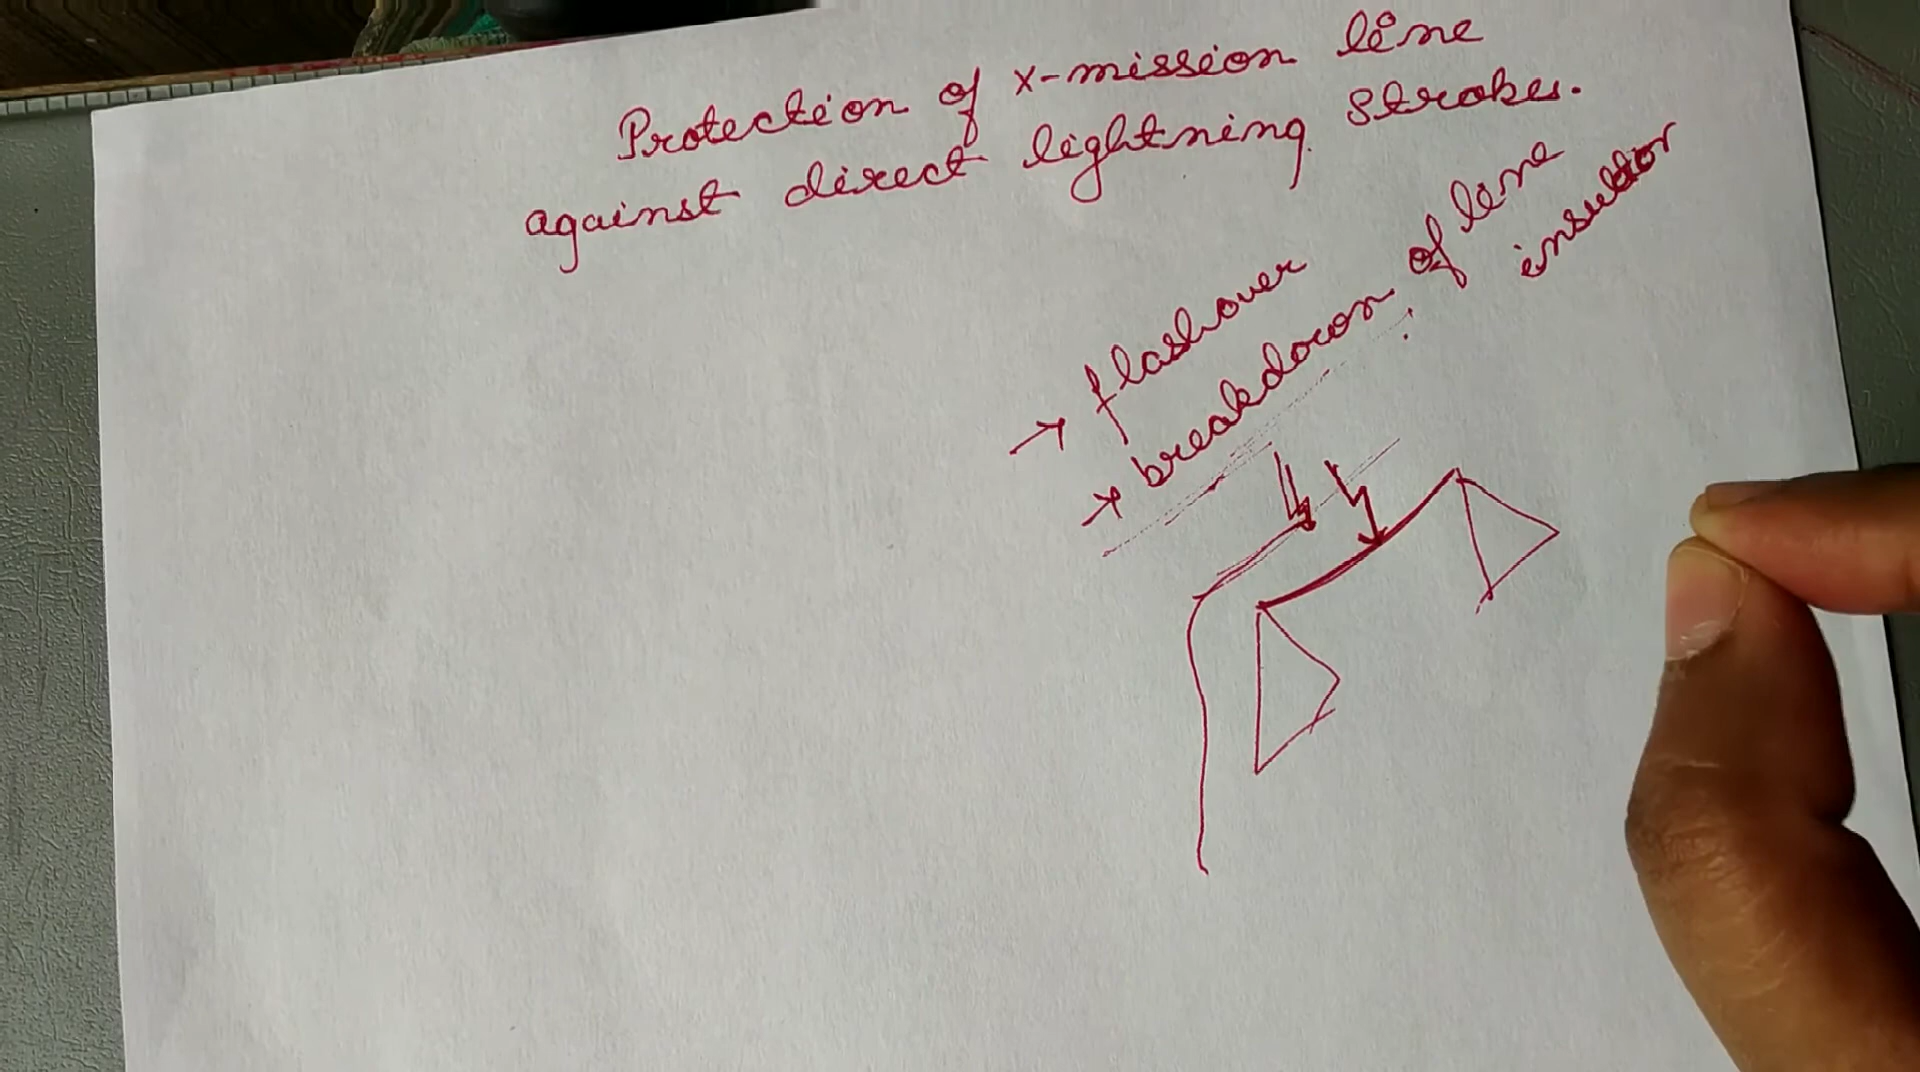 Protection of x-mission line
against direct lightning strokes.
→ flashover
→ breakdown of line
insulator